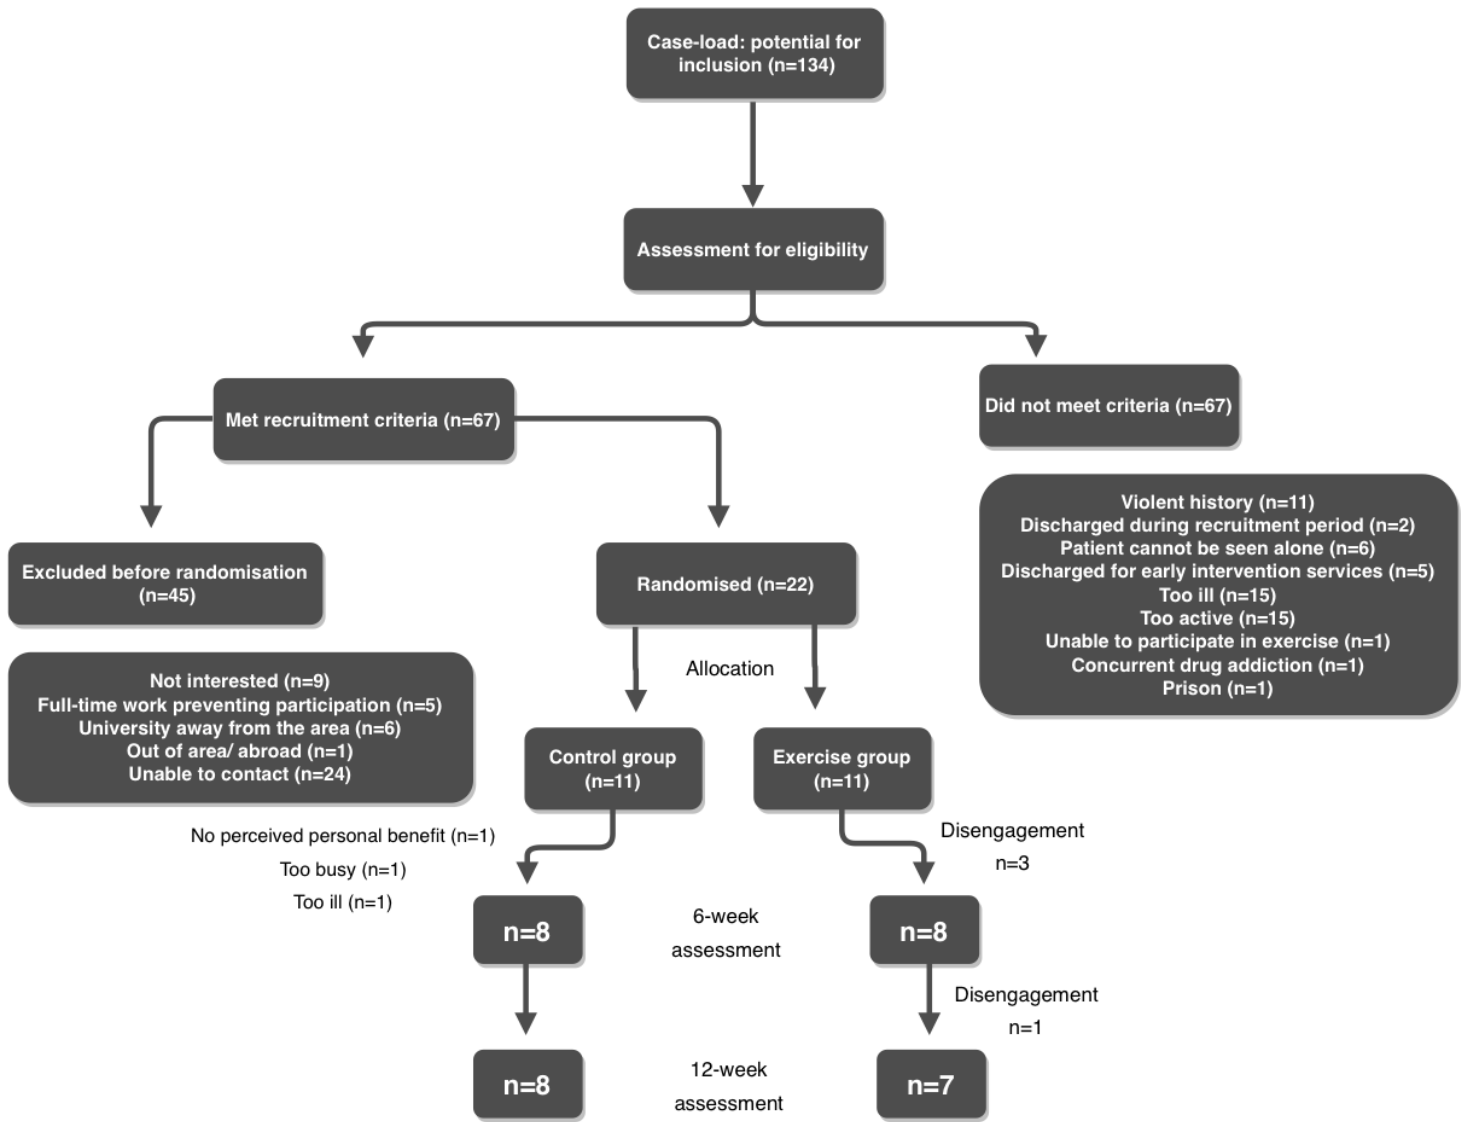 Case-load: potential for
inclusion (n=134)
Assessment for eligibility
Met recruitment criteria (n=67)
Did not meet criteria (n=67)
Violent history (n=11)
Discharged during recruitment period (n=2)
Patient cannot be seen alone (n=6)
Discharged for early intervention services (n=5)
Too ill (n=15)
Too active (n=15)
Unable to participate in exercise (n=1)
Concurrent drug addiction (n=1)
Prison (n=1)
Excluded before randomisation
(n=45)
Randomised (n=22)
Not interested (n=9)
Full-time work preventing participation (n=5)
University away from the area (n=6)
Out of area/ abroad (n=1)
Unable to contact (n=24)
Allocation
Control group
(n=11)
Exercise group
(n=11)
No perceived personal benefit (n=1)
Too busy (n=1)
Too ill (n=1)
Disengagement
n=3
n=8
6-week
assessment
n=8
Disengagement
n=1
n=8
12-week
assessment
n=7